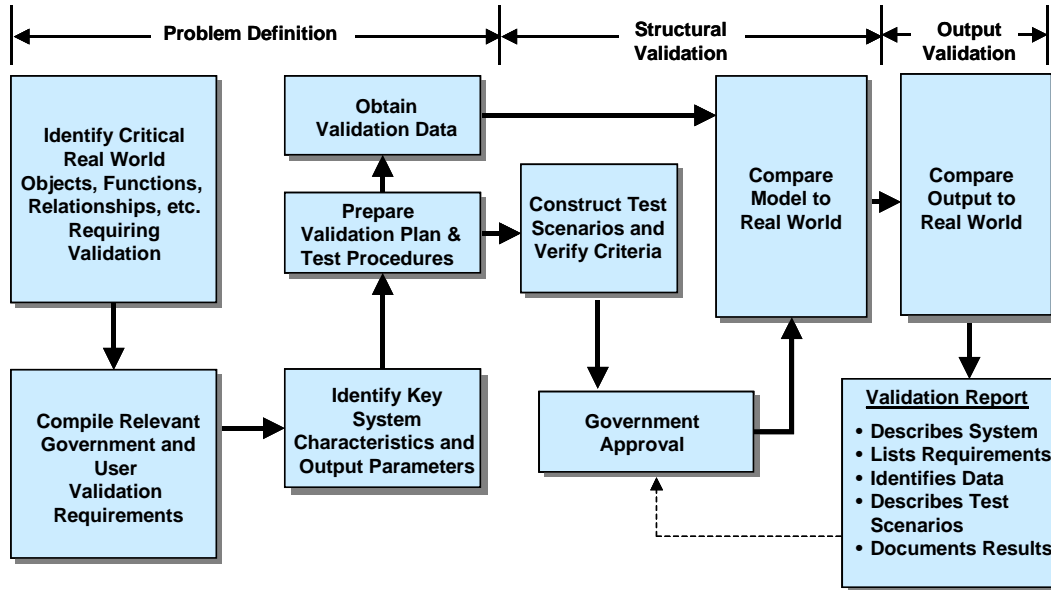 Problem Definition
Structural
Validation
Output
Validation
Identify Critical
Real World
Objects, Functions,
Relationships, etc.
Requiring
Validation
Compile Relevant
Government and
User
Validation
Requirements
Obtain
Validation Data
Prepare
Validation Plan &
Test Procedures
Identify Key
System
Characteristics and
Output Parameters
Construct Test
Scenarios and
Verify Criteria
Government
Approval
Compare
Model to
Real World
Compare
Output to
Real World
Validation Report
• Describes System
• Lists Requirements
• Identifies Data
• Describes Test
Scenarios
• Documents Results